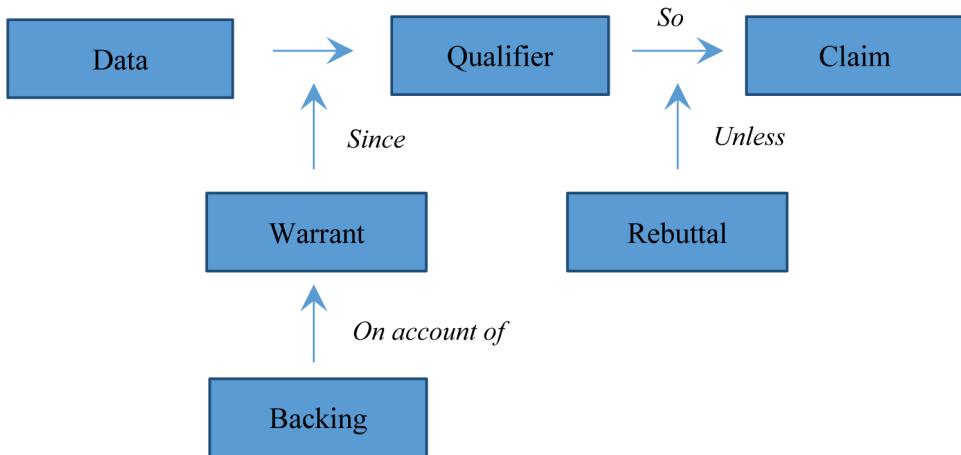 So
Data
Qualifier
Claim
Since
Unless
Warrant
Rebuttal
On account of
Backing